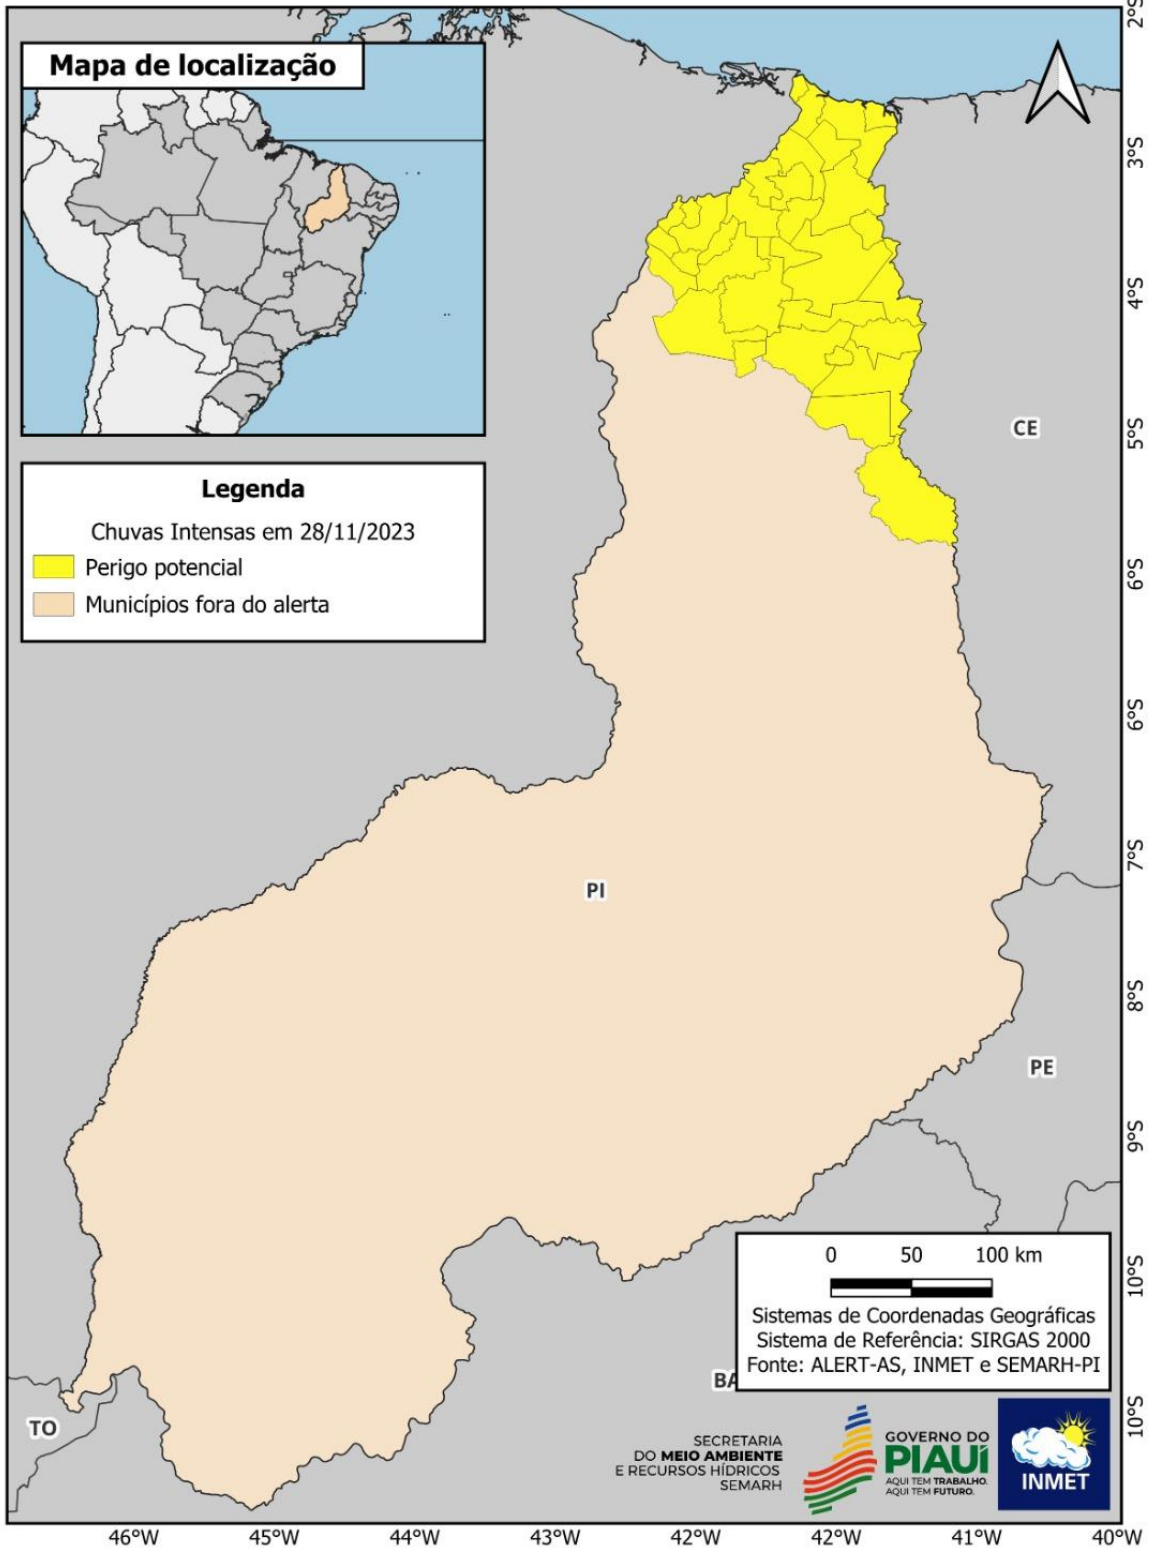 Mapa de localização
Legenda
Chuvas Intensas em 28/11/2023
Perigo potencial
Municípios fora do alerta
CE
PI
PE
BA
TO
2°S
3°S
4°S
5°S
6°S
6°S
7°S
8°S
9°S
10°S
10°S
0 50 100 km
Sistemas de Coordenadas Geográficas
Sistema de Referência: SIRGAS 2000
Fonte: ALERT-AS, INMET e SEMARH-PI
SECRETARIA
DO MEIO AMBIENTE
E RECURSOS HÍDRICOS
SEMARH
GOVERNO DO
PIAUÍ
AQUI TEM TRABALHO.
AQUI TEM FUTURO.
INMET
46°W 45°W 44°W 43°W 42°W 42°W 41°W 40°W